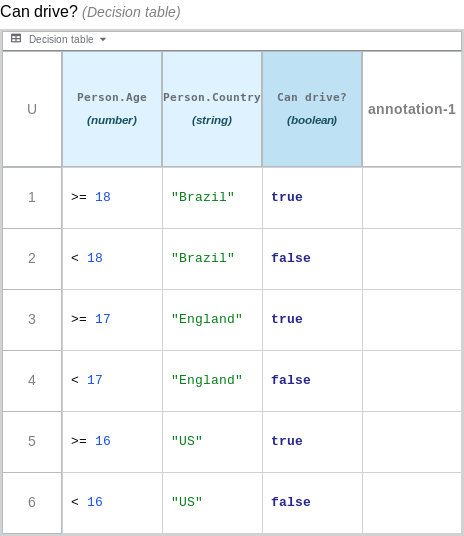 Can drive? (Decision table)
Decision table
U Person.Age (number) Person.Country (string) Can drive? (boolean) annotation-1
1 >= 18 "Brazil" true
2 < 18 "Brazil" false
3 >= 17 "England" true
4 < 17 "England" false
5 >= 16 "US" true
6 < 16 "US" false